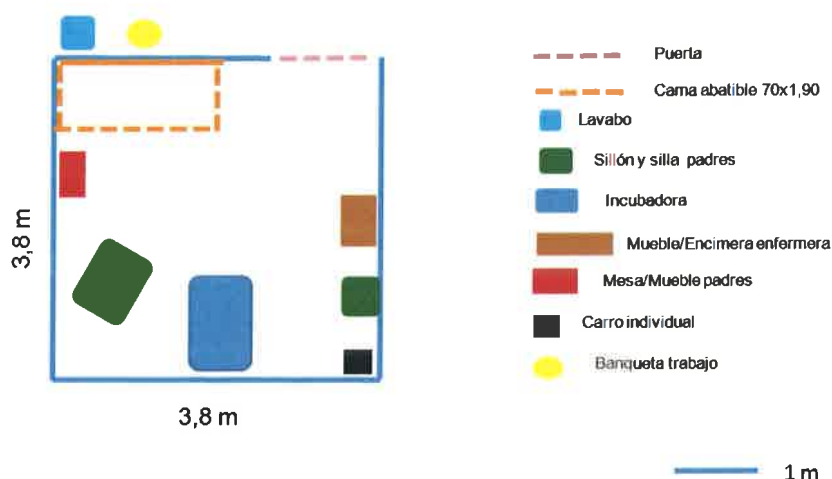 Puerta
Cama abatible 70x1,90
Lavabo
Sillón y silla padres
Incubadora
Mueble/Encimera enfermera
Mesa/Mueble padres
Carro individual
Banqueta trabajo
3,8 m
3,8 m
1 m